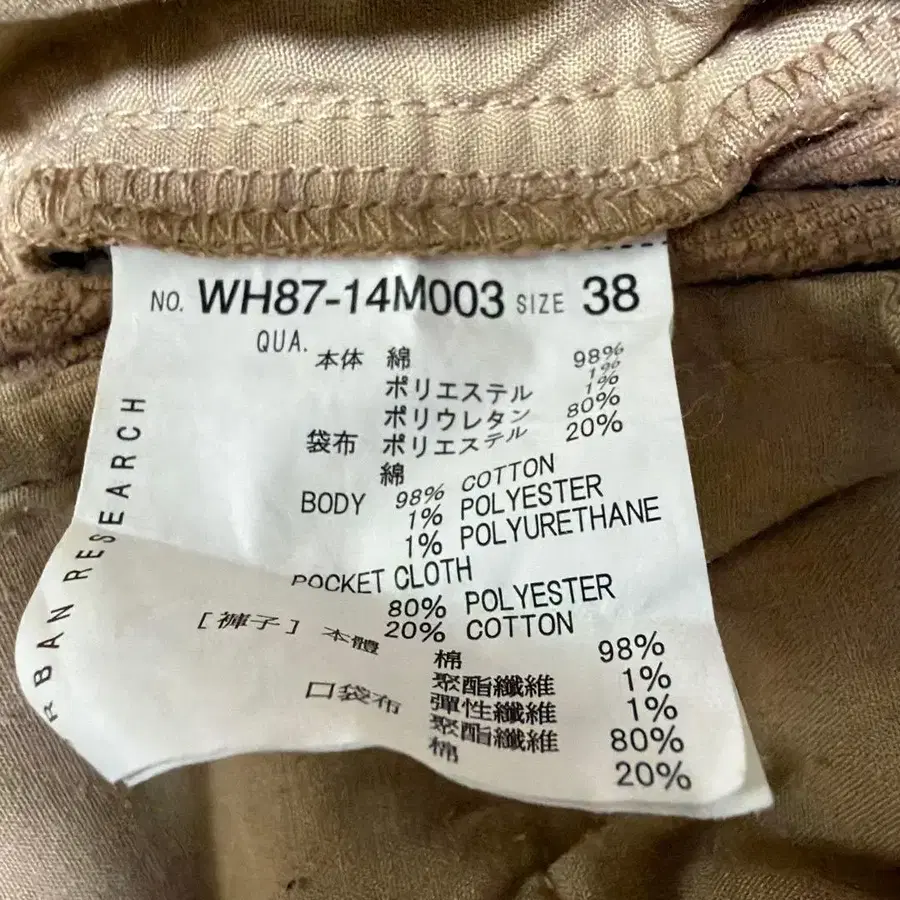 NO. WH87-14M003 SIZE 38
QUA.
本体 綿 98%
ポリエステル 1%
ポリウレタン 1%
袋布 ポリエステル 80%
綿 20%
BODY 98% COTTON
1% POLYESTER
1% POLYURETHANE
POCKET CLOTH
80% POLYESTER
20% COTTON
[褲子] 本體 棉 98%
聚酯纖維 1%
彈性纖維 1%
口袋布 聚酯纖維 80%
棉 20%
RBAN RESEARCH